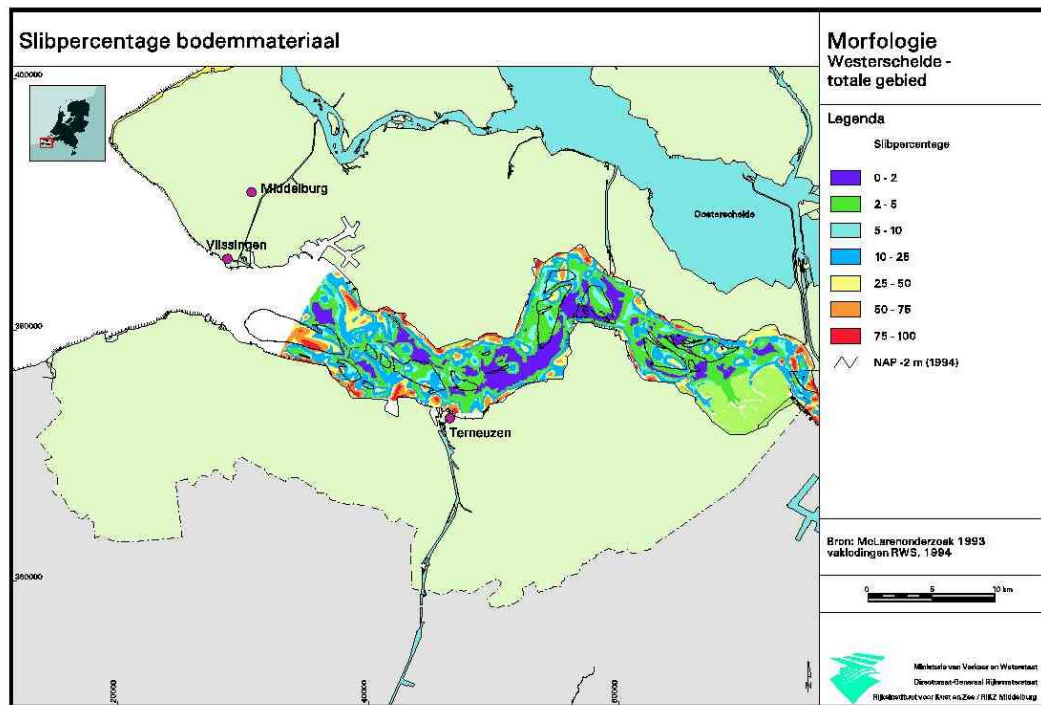 Slibpercentage bodemmateriaal
400000
380000
360000
20000
40000
60000
Middelburg
Vlissingen
Oosterschelde
Terneuzen
Morfologie
Westerschelde -
totale gebied
Legenda
Slibpercentage
0 - 2
2 - 5
5 - 10
10 - 25
25 - 50
50 - 75
75 - 100
NAP -2 m (1994)
Bron: McLarenonderzoek 1993
vaklodingen RWS, 1994
0 5 10 km
N
Ministerie van Verkeer en Waterstaat
Directoraat-Generaal Rijkswaterstaat
Rijksinstituut voor Kust en Zee / RIKZ Middelburg